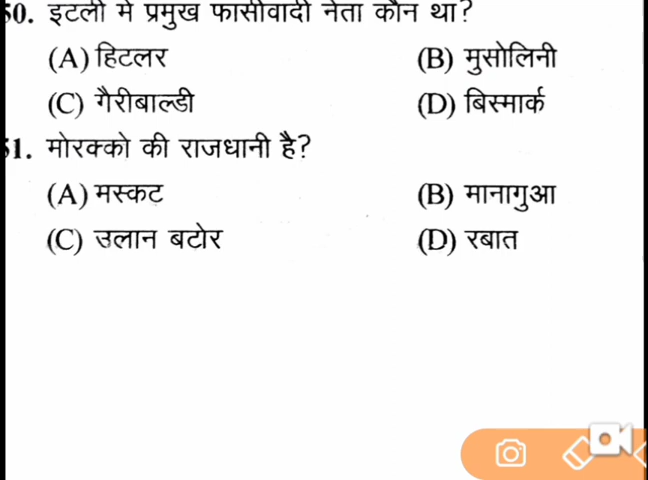 50. इटली में प्रमुख फासीवादी नेता कौन था?
(A) हिटलर (B) मुसोलिनी
(C) गैरीबाल्डी (D) बिस्मार्क
51. मोरक्को की राजधानी है?
(A) मस्कट (B) मानागुआ
(C) उलान बटोर (D) रबात